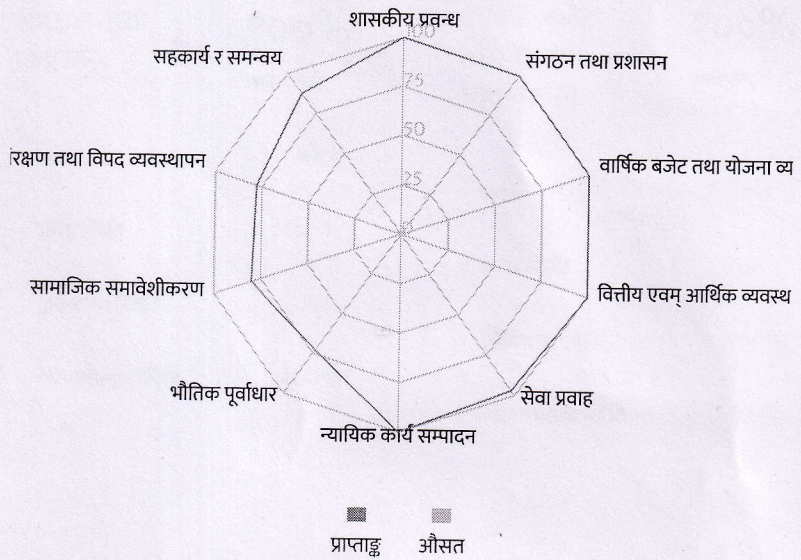 शासकीय प्रवन्ध
100
सहकार्य र समन्वय
संगठन तथा प्रशासन
75
50
रक्षण तथा विपद व्यवस्थापन
वार्षिक बजेट तथा योजना व्य
25
0
सामाजिक समावेशीकरण
वित्तीय एवम् आर्थिक व्यवस्थ
भौतिक पूर्वाधार
सेवा प्रवाह
न्यायिक कार्य सम्पादन
प्राप्ताङ्क औसत